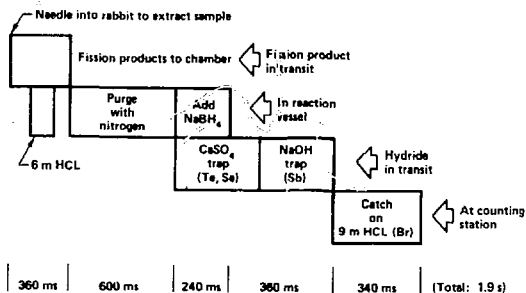 Needle into rabbit to extract sample
Fission products to chamber
Fission product
in transit
Purge
with
nitrogen
Add
NaBH₄
In reaction
vessel
6 m HCL
CaSO₄
trap
(Te, Se)
NaOH
trap
(Sb)
Hydride
in transit
Catch
on
9 m HCL (Br)
At counting
station
360 ms 600 ms 240 ms 360 ms 340 ms (Total: 1.9 s)